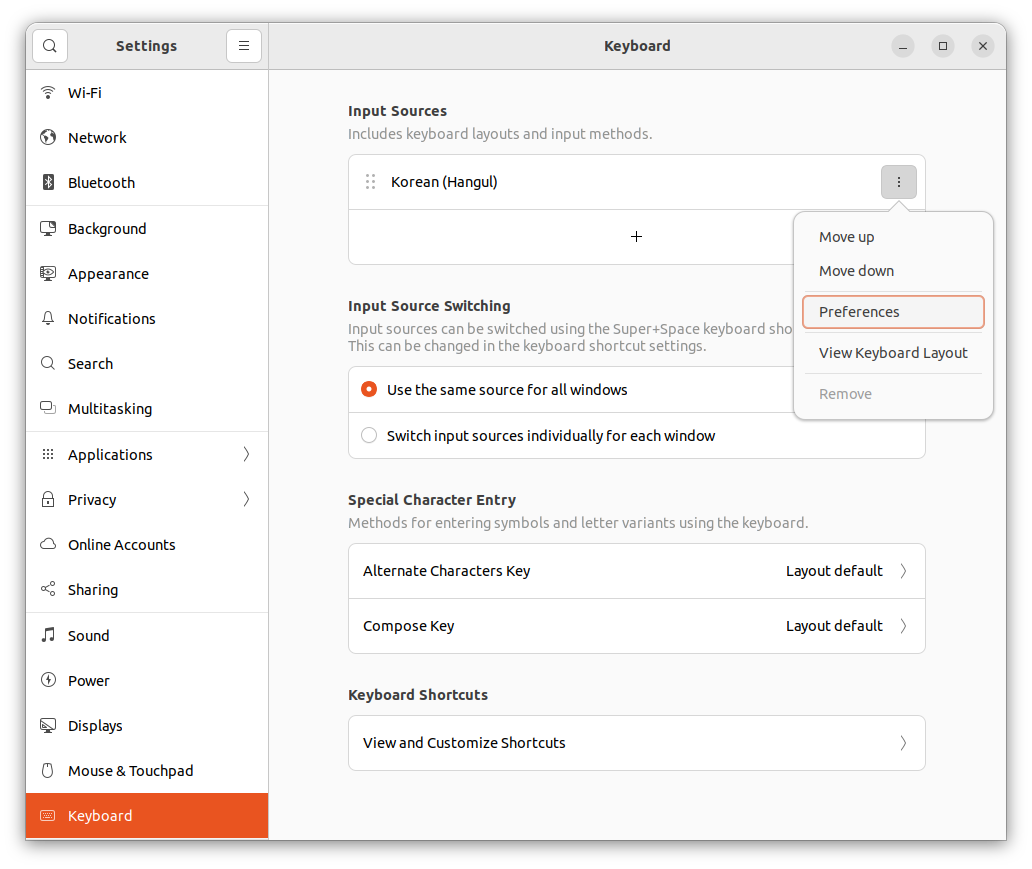 Settings
Keyboard
Wi-Fi
Network
Bluetooth
Background
Appearance
Notifications
Search
Multitasking
Applications
Privacy
Online Accounts
Sharing
Sound
Power
Displays
Mouse & Touchpad
Keyboard
Input Sources
Includes keyboard layouts and input methods.
Korean (Hangul)
Move up
Move down
Preferences
View Keyboard Layout
Remove
Input Source Switching
Input sources can be switched using the Super+Space keyboard sho
This can be changed in the keyboard shortcut settings.
Use the same source for all windows
Switch input sources individually for each window
Special Character Entry
Methods for entering symbols and letter variants using the keyboard.
Alternate Characters Key Layout default
Compose Key Layout default
Keyboard Shortcuts
View and Customize Shortcuts